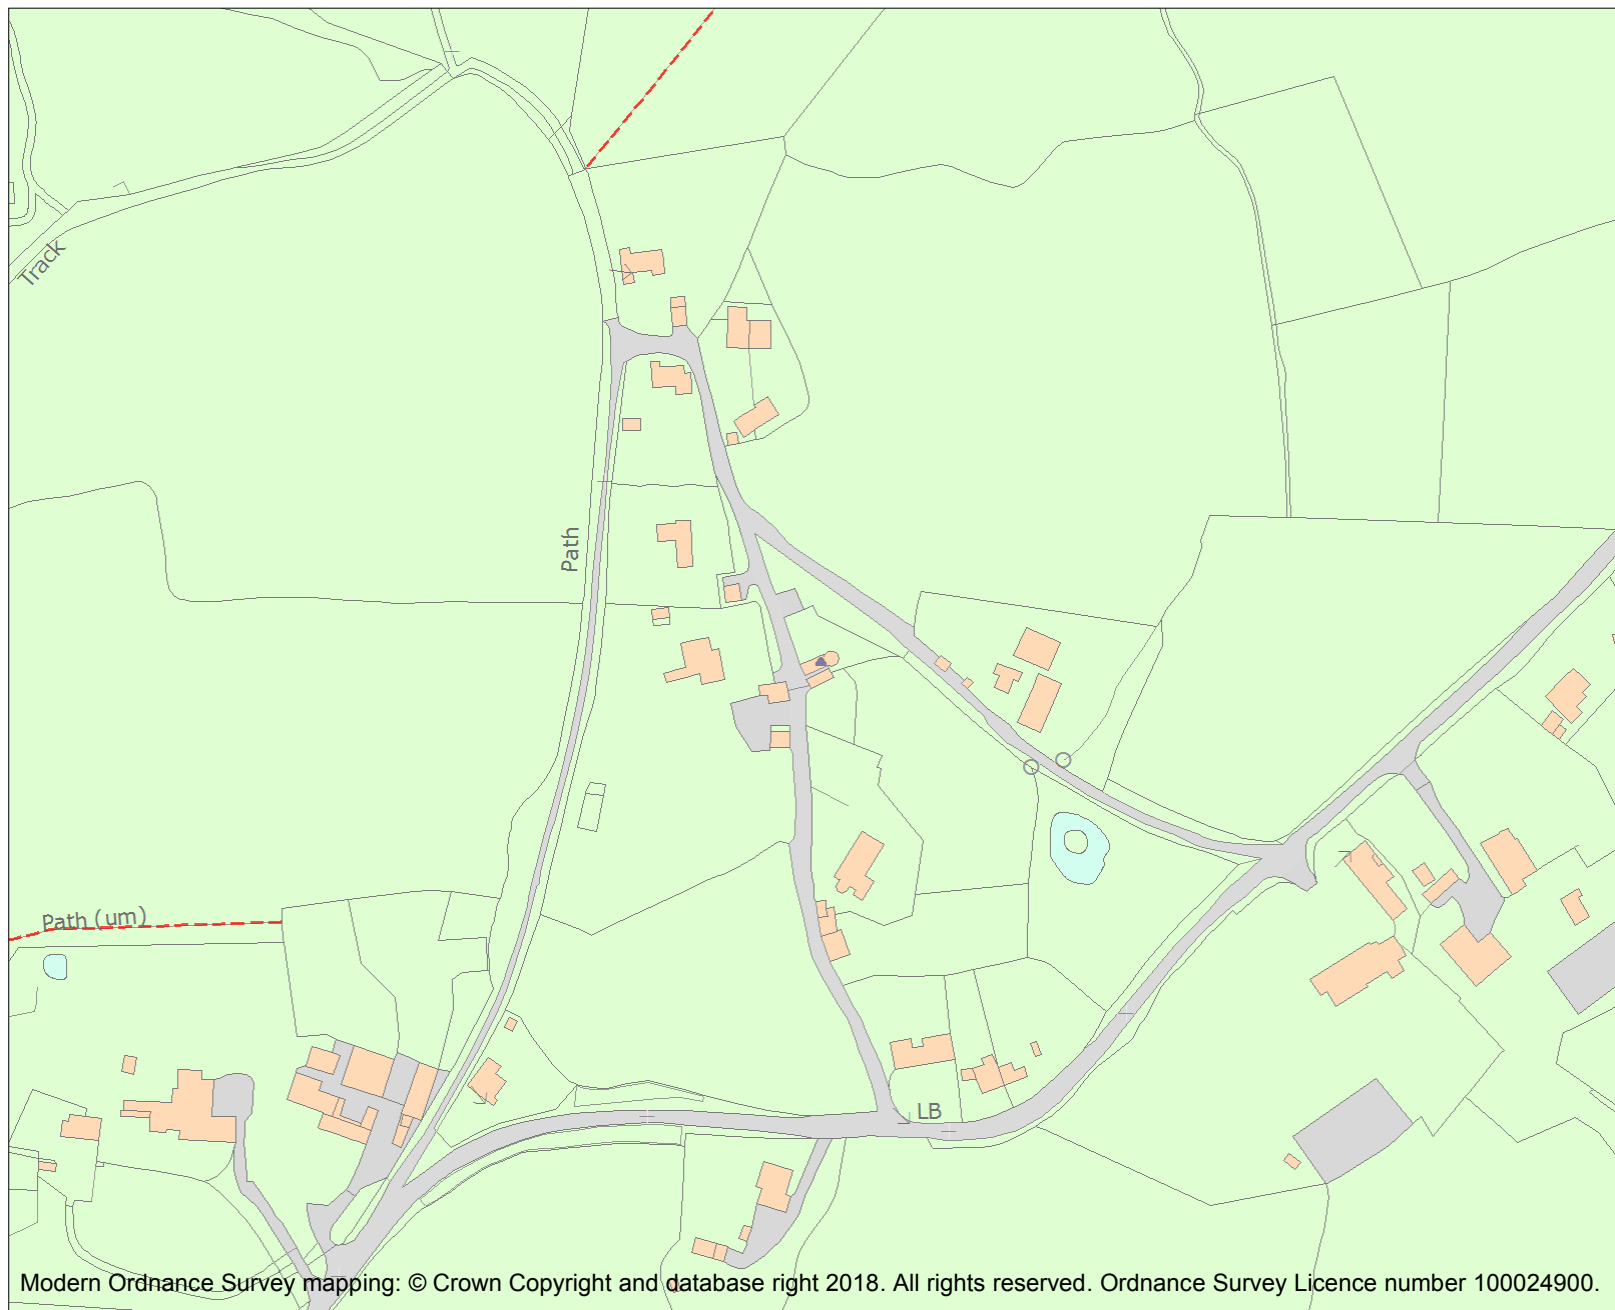 Track
Path
Path (um)
LB
Modern Ordnance Survey mapping: © Crown Copyright and database right 2018. All rights reserved. Ordnance Survey Licence number 100024900.